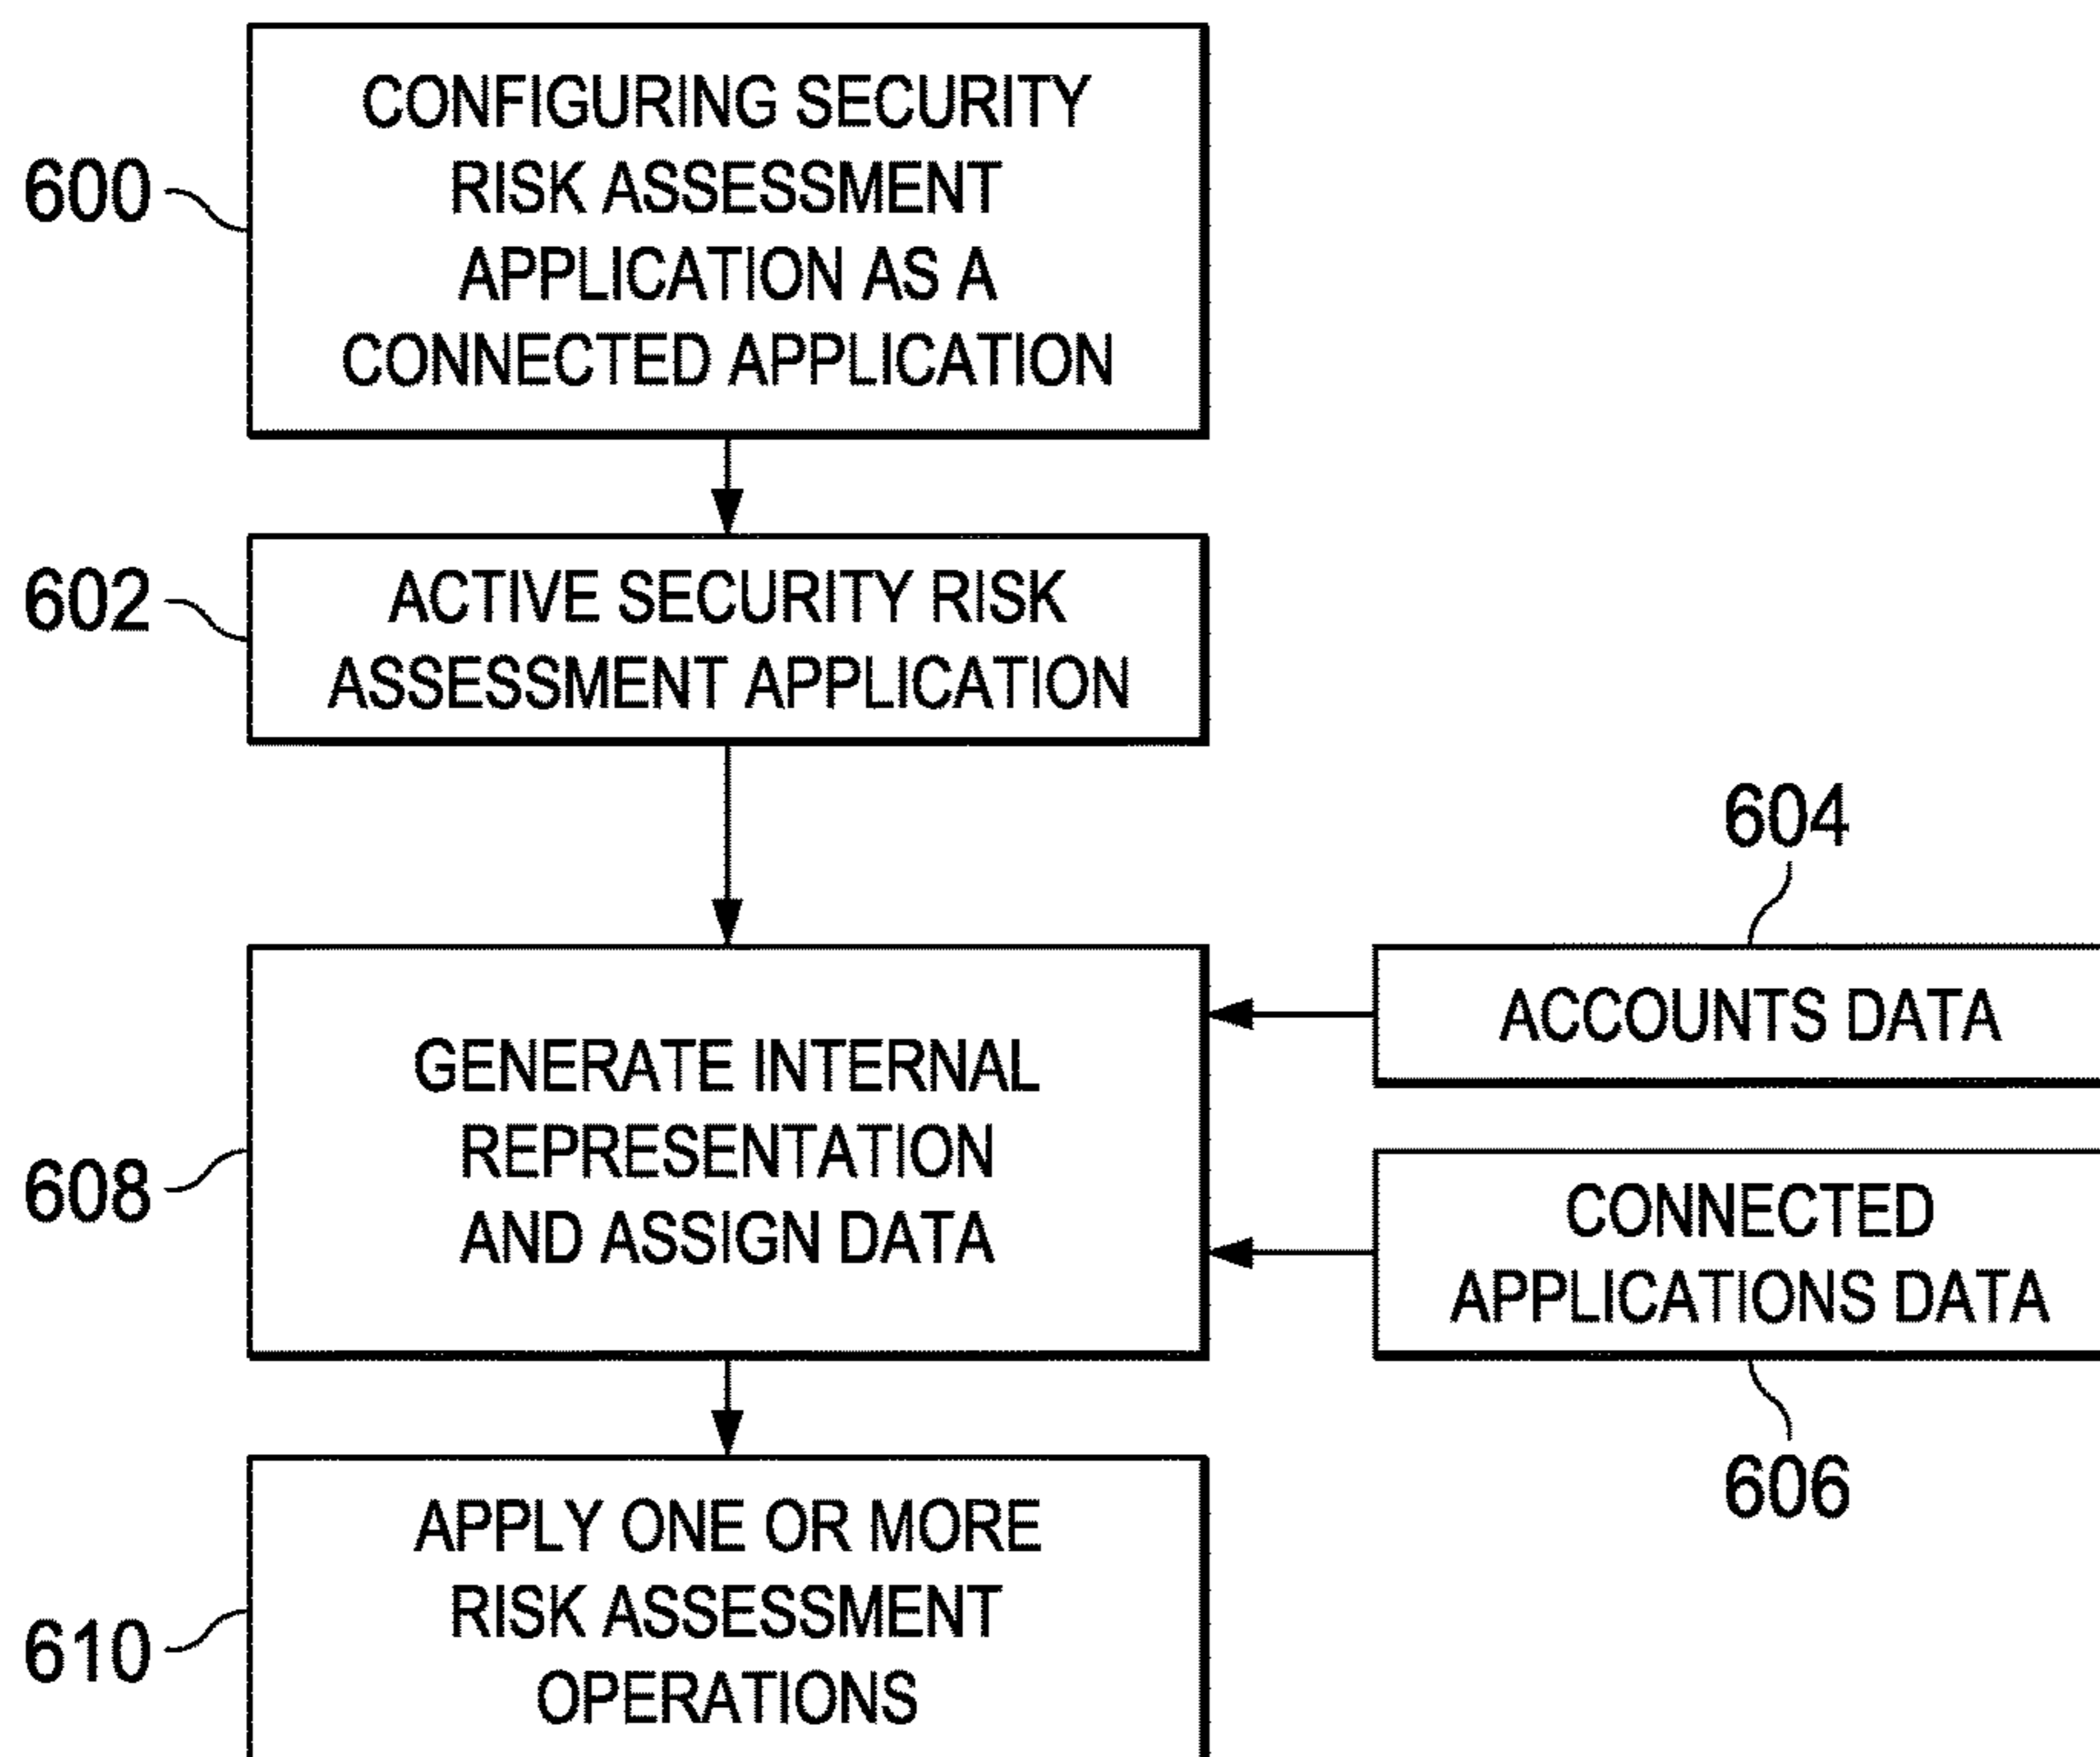 600
CONFIGURING SECURITY
RISK ASSESSMENT
APPLICATION AS A
CONNECTED APPLICATION
602
ACTIVE SECURITY RISK
ASSESSMENT APPLICATION
604
ACCOUNTS DATA
608
GENERATE INTERNAL
REPRESENTATION
AND ASSIGN DATA
CONNECTED
APPLICATIONS DATA
606
610
APPLY ONE OR MORE
RISK ASSESSMENT
OPERATIONS